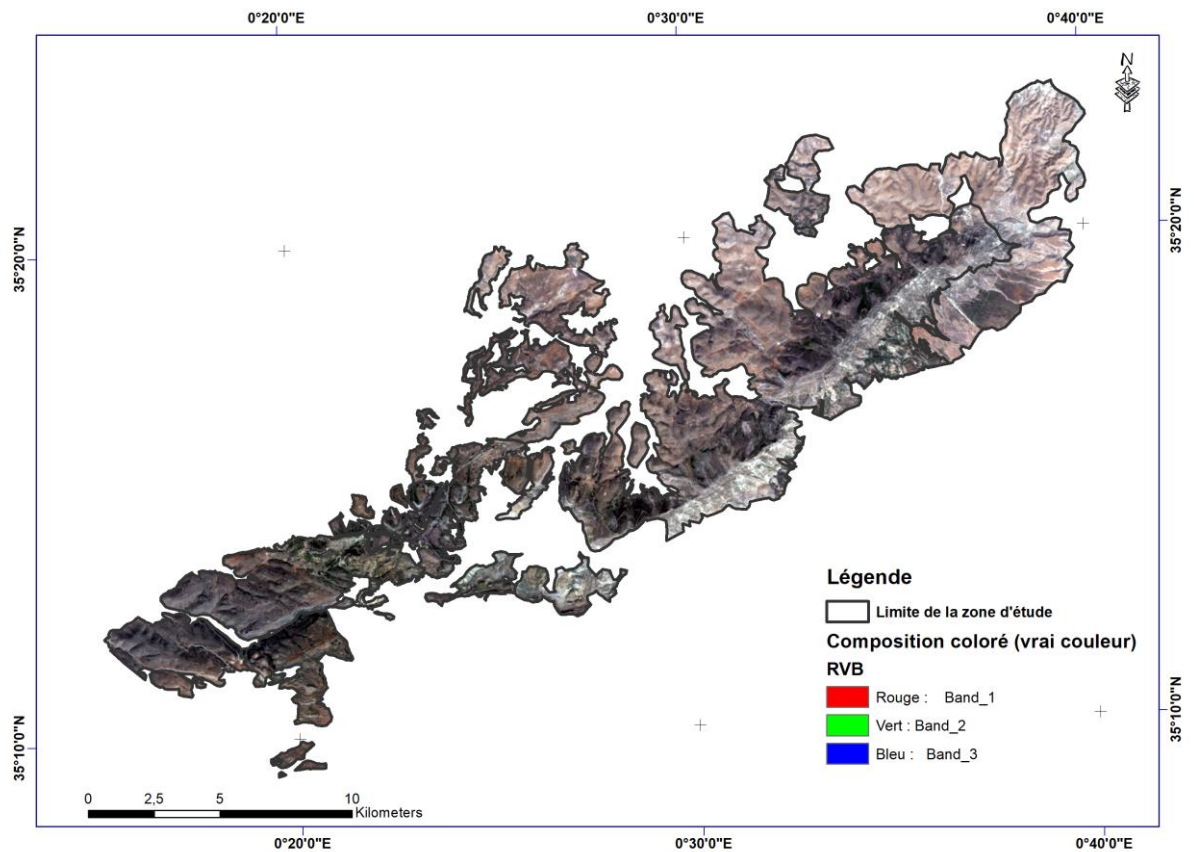 0°20'0"E
0°30'0"E
0°40'0"E
N
35°20'0"N
35°20'0"N
Légende
Limite de la zone d'étude
Composition coloré (vrai couleur)
RVB
Rouge : Band_1
Vert : Band_2
Bleu : Band_3
35°10'0"N
35°10'0"N
0 2,5 5 10
Kilometers
0°20'0"E
0°30'0"E
0°40'0"E